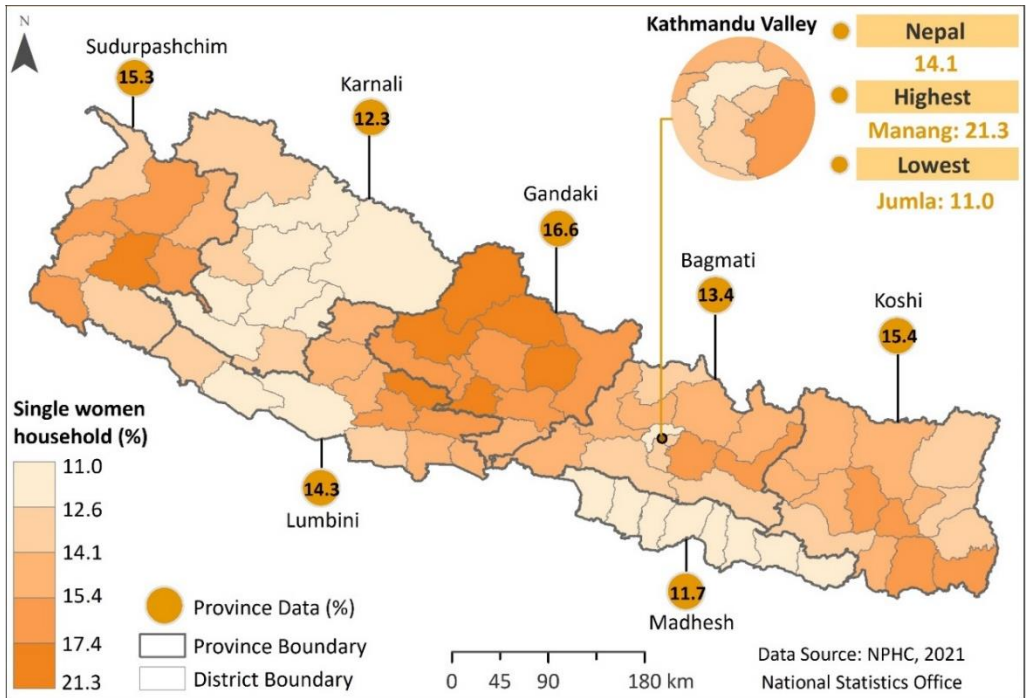 N
Sudurpashchim
15.3
Karnali
12.3
Gandaki
16.6
Bagmati
13.4
Koshi
15.4
Kathmandu Valley
Nepal
14.1
Highest
Manang: 21.3
Lowest
Jumla: 11.0
14.3
Lumbini
11.7
Madhesh
Single women
household (%)
11.0
12.6
14.1
15.4
17.4
21.3
Province Data (%)
Province Boundary
District Boundary
0 45 90 180 km
Data Source: NPHC, 2021
National Statistics Office